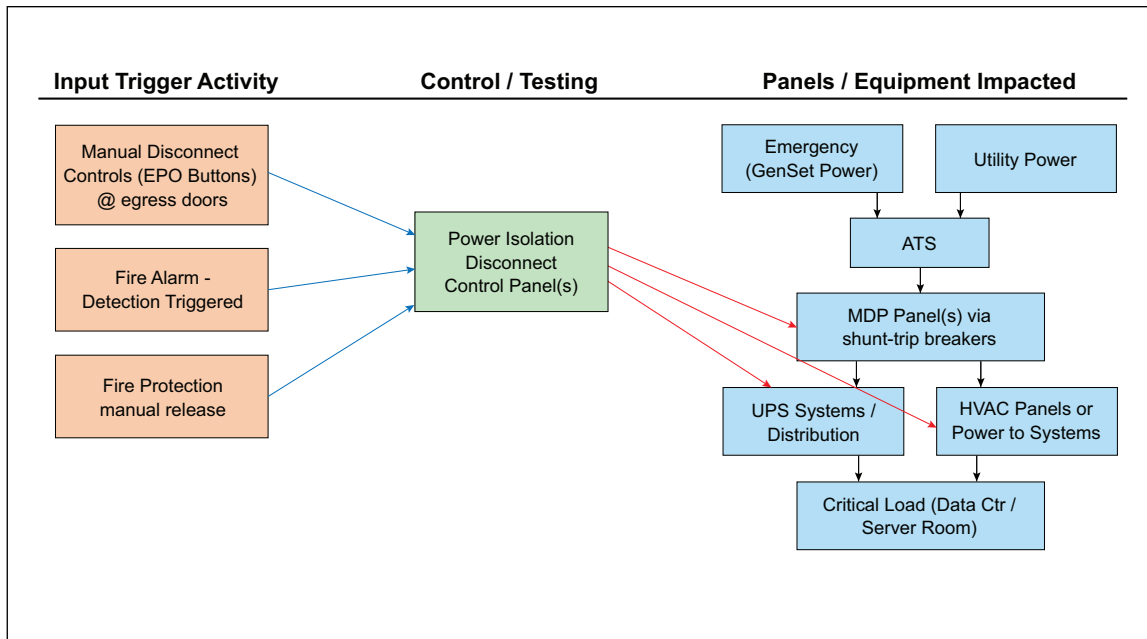 Input Trigger Activity
Control / Testing
Panels / Equipment Impacted
Manual Disconnect
Controls (EPO Buttons)
@ egress doors
Fire Alarm -
Detection Triggered
Fire Protection
manual release
Power Isolation
Disconnect
Control Panel(s)
Emergency
(GenSet Power)
Utility Power
ATS
MDP Panel(s) via
shunt-trip breakers
UPS Systems /
Distribution
HVAC Panels or
Power to Systems
Critical Load (Data Ctr /
Server Room)